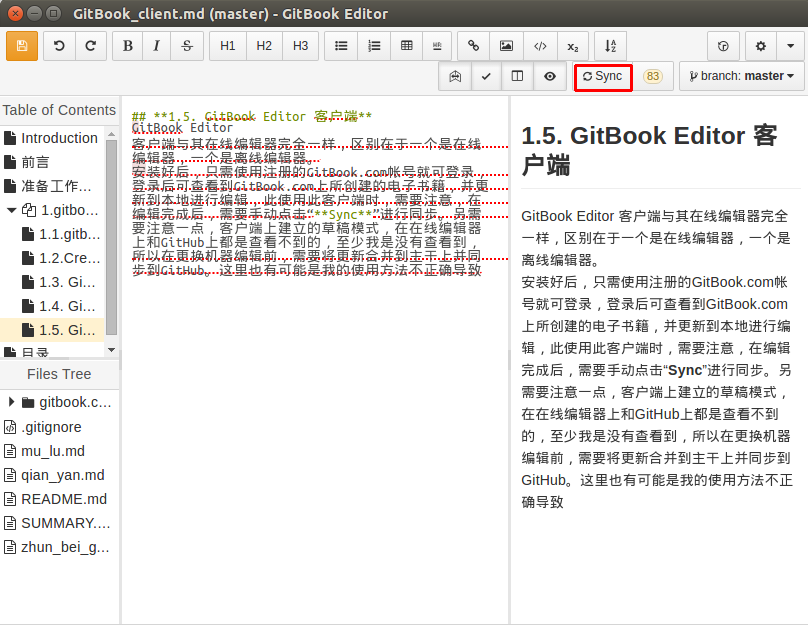 GitBook_client.md (master) - GitBook Editor
B I S H1 H2 H3 HR x₂
Sync 83 branch: master
Table of Contents
Introduction
前言
准备工作…
1.gitbo…
1.1.gitb…
1.2.Cre…
1.3. Gi…
1.4. Gi…
1.5. Gi…
目录
Files Tree
gitbook.c…
.gitignore
mu_lu.md
qian_yan.md
README.md
SUMMARY.…
zhun_bei_g…
## **1.5. GitBook Editor 客户端**
GitBook Editor
客户端与其在线编辑器完全一样，区别在于一个是在线
编辑器，一个是离线编辑器。
安装好后，只需使用注册的GitBook.com帐号就可登录，
登录后可查看到GitBook.com上所创建的电子书籍，并更
新到本地进行编辑，此使用此客户端时，需要注意，在
编辑完成后，需要手动点击“**Sync**”进行同步。另需
要注意一点，客户端上建立的草稿模式，在在线编辑器
上和GitHub上都是查看不到的，至少我是没有查看到，
所以在更换机器编辑前，需要将更新合并到主干上并同
步到GitHub。这里也有可能是我的使用方法不正确导致
1.5. GitBook Editor 客
户端
GitBook Editor 客户端与其在线编辑器完全
一样，区别在于一个是在线编辑器，一个是
离线编辑器。
安装好后，只需使用注册的GitBook.com帐
号就可登录，登录后可查看到GitBook.com
上所创建的电子书籍，并更新到本地进行编
辑，此使用此客户端时，需要注意，在编辑
完成后，需要手动点击“Sync”进行同步。另
需要注意一点，客户端上建立的草稿模式，
在在线编辑器上和GitHub上都是查看不到
的，至少我是没有查看到，所以在更换机器
编辑前，需要将更新合并到主干上并同步到
GitHub。这里也有可能是我的使用方法不正
确导致